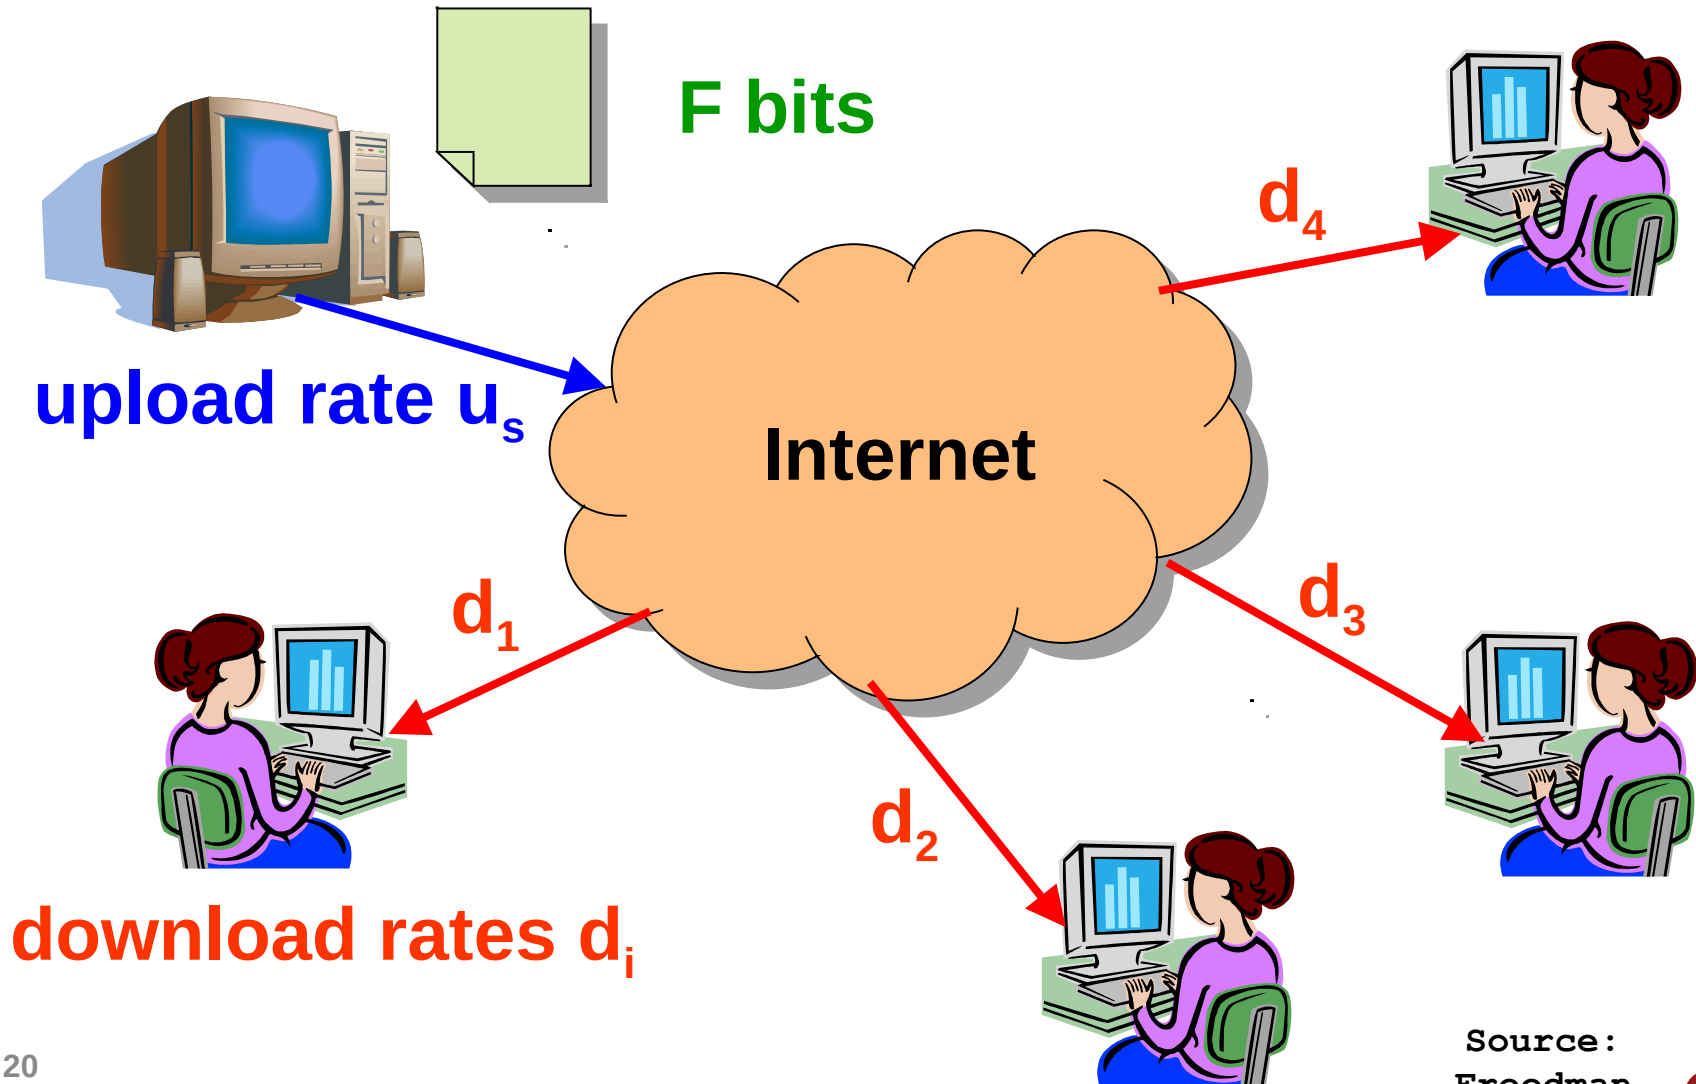 F bits
d4
upload rate us
Internet
d1
d3
d2
download rates di
Source:
20